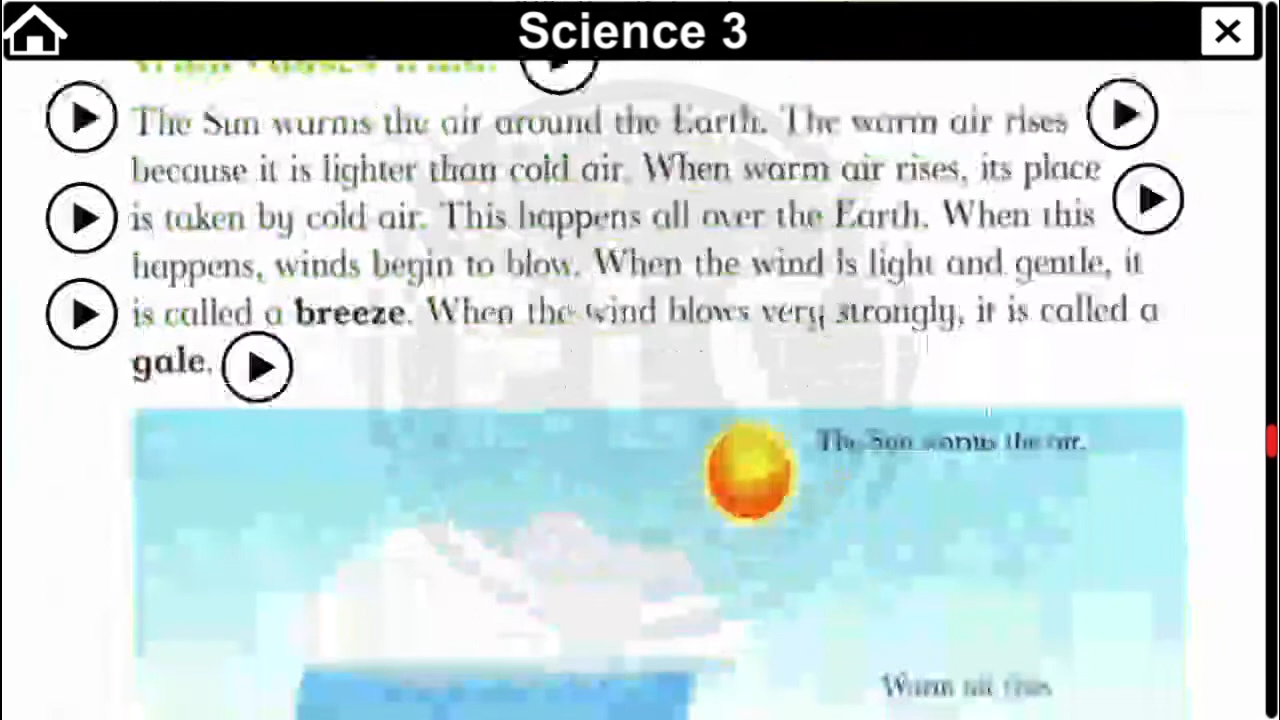 Science 3
The Sun warms the air around the Earth. The warm air rises
because it is lighter than cold air. When warm air rises, its place
is taken by cold air. This happens all over the Earth. When this
happens, winds begin to blow. When the wind is light and gentle, it
is called a breeze. When the wind blows very strongly, it is called a
gale.
The Sun warms the air.
Warm air rises